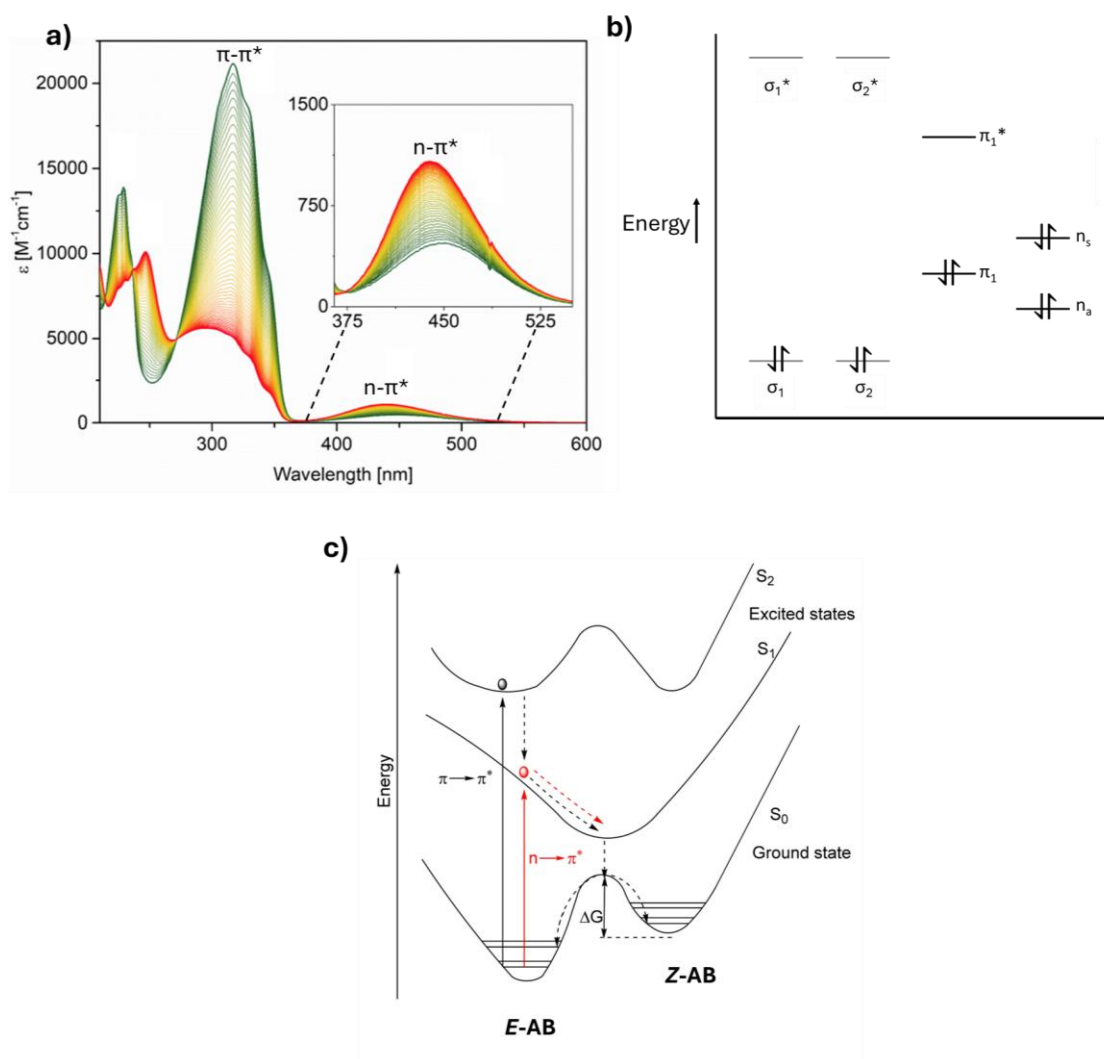 a)
π-π*
20000
15000
10000
5000
0
ε [M⁻¹cm⁻¹]
300
400
500
600
Wavelength [nm]
n-π*
1500
750
0
375
450
525
n-π*
b)
Energy
σ₁*
σ₂*
π₁*
nₛ
π₁
nₐ
σ₁
σ₂
c)
Energy
S₂
Excited states
S₁
π→π*
n→π*
S₀
Ground state
ΔG
Z-AB
E-AB